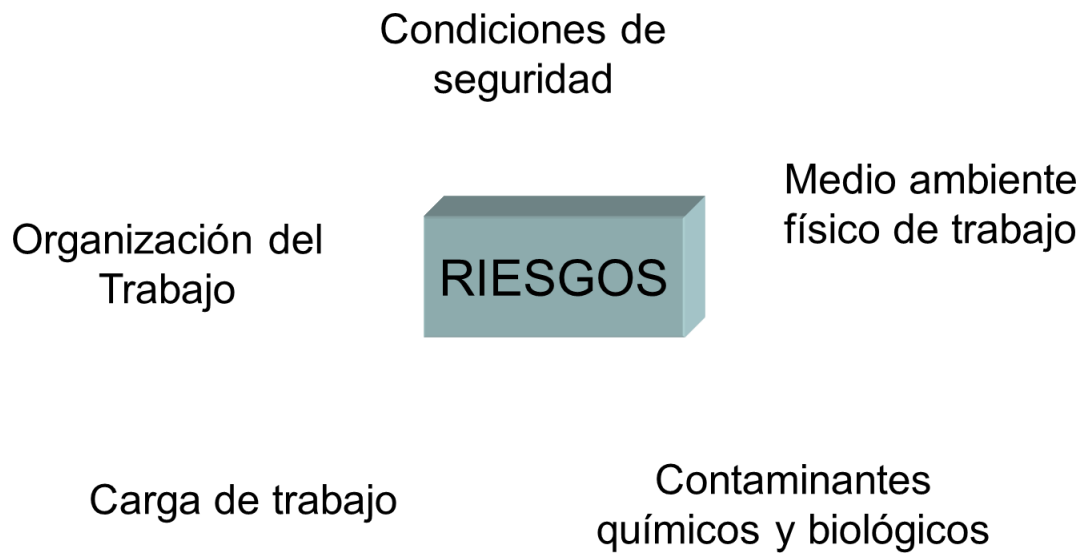 Condiciones de
seguridad
Medio ambiente
físico de trabajo
Organización del
Trabajo
RIESGOS
Carga de trabajo
Contaminantes
químicos y biológicos